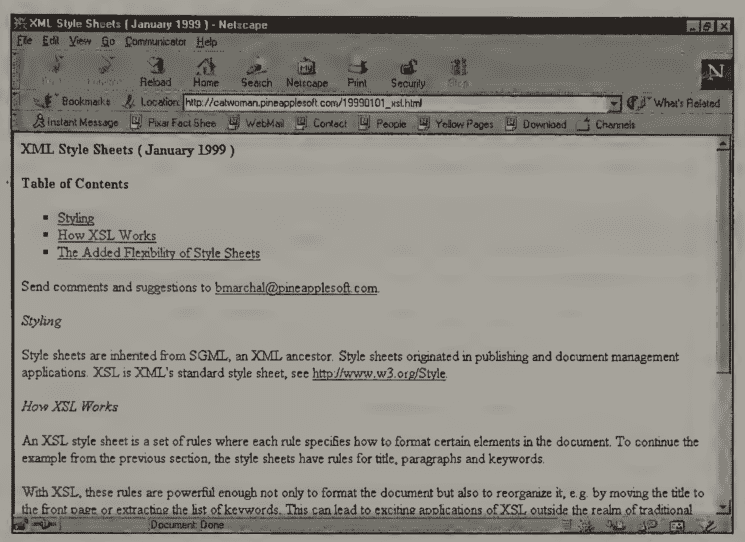 XML Style Sheets ( January 1999 ) - Netscape
File Edit View Go Communicator Help
Reload Home Search Netscape Print Security Stop
N
Bookmarks Location: http://catwoman.pineapplesoft.com/19990101_xsl.html What's Related
Instant Message Pixar Fact Shee WebMail Contact People Yellow Pages Download Channels
XML Style Sheets ( January 1999 )
Table of Contents
Styling
How XSL Works
The Added Flexibility of Style Sheets
Send comments and suggestions to bmarchal@pineapplesoft.com.
Styling
Style sheets are inherited from SGML, an XML ancestor. Style sheets originated in publishing and document management
applications. XSL is XML's standard style sheet, see http://www.w3.org/Style.
How XSL Works
An XSL style sheet is a set of rules where each rule specifies how to format certain elements in the document. To continue the
example from the previous section, the style sheets have rules for title, paragraphs and keywords.
With XSL, these rules are powerful enough not only to format the document but also to reorganize it, e.g. by moving the title to
the front page or extracting the list of keywords. This can lead to exciting applications of XSL outside the realm of traditional
Document: Done